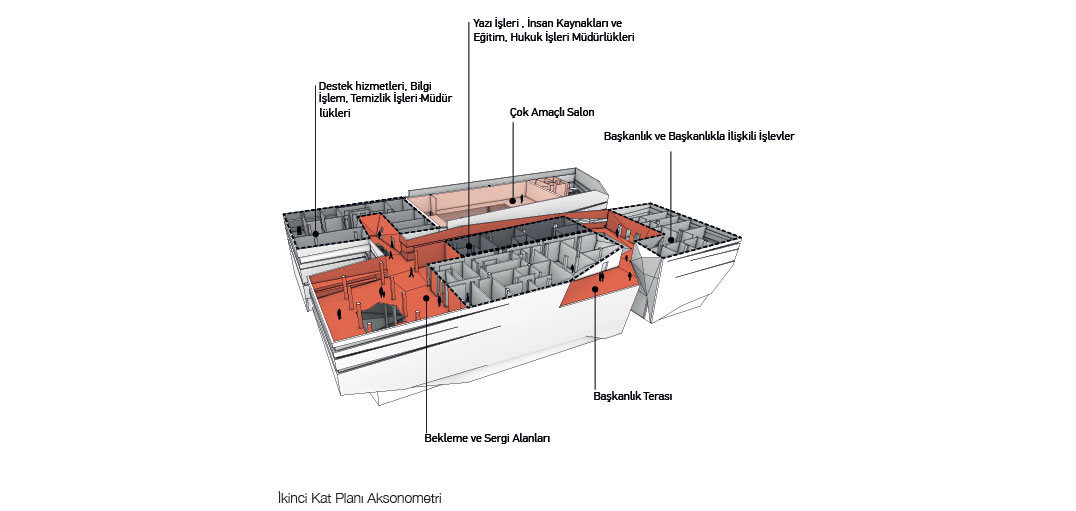 Yazı İşleri , İnsan Kaynakları ve
Eğitim, Hukuk İşleri Müdürlükleri
Destek hizmetleri, Bilgi
İşlem, Temizlik İşleri-Müdür
lükleri
Çok Amaçlı Salon
Başkanlık ve Başkanlıkla İlişkili İşlevler
Başkanlık Terası
Bekleme ve Sergi Alanları
İkinci Kat Planı Aksonometri